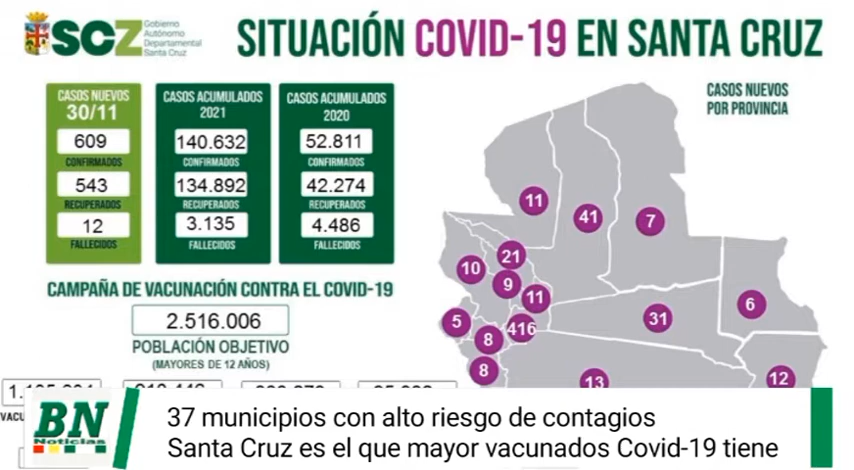 SCZ
Gobierno
Autónomo
Departamental
Santa Cruz
SITUACIÓN COVID-19 EN SANTA CRUZ
CASOS NUEVOS
30/11
609
CONFIRMADOS
543
RECUPERADOS
12
FALLECIDOS
CASOS ACUMULADOS
2021
140.632
CONFIRMADOS
134.892
RECUPERADOS
3.135
FALLECIDOS
CASOS ACUMULADOS
2020
52.811
CONFIRMADOS
42.274
RECUPERADOS
4.486
FALLECIDOS
CASOS NUEVOS
POR PROVINCIA
11
41
7
21
10
9
11
6
5
416
31
8
8
13
12
CAMPAÑA DE VACUNACIÓN CONTRA EL COVID-19
2.516.006
POBLACIÓN OBJETIVO
(MAYORES DE 12 AÑOS)
BN
Noticias
37 municipios con alto riesgo de contagios
Santa Cruz es el que mayor vacunados Covid-19 tiene